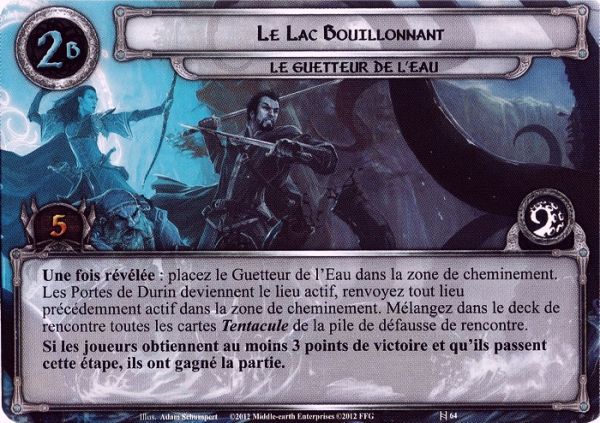 2B
LE LAC BOUILLONNANT
LE GUETTEUR DE L'EAU
5
Une fois révélée : placez le Guetteur de l'Eau dans la zone de cheminement.
Les Portes de Durin deviennent le lieu actif, renvoyez tout lieu
précédemment actif dans la zone de cheminement. Mélangez dans le deck de
rencontre toutes les cartes Tentacule de la pile de défausse de rencontre.
Si les joueurs obtiennent au moins 3 points de victoire et qu'ils passent
cette étape, ils ont gagné la partie.
Illus. Adam Schumpert ©2012 Middle-earth Enterprises ©2012 FFG 64